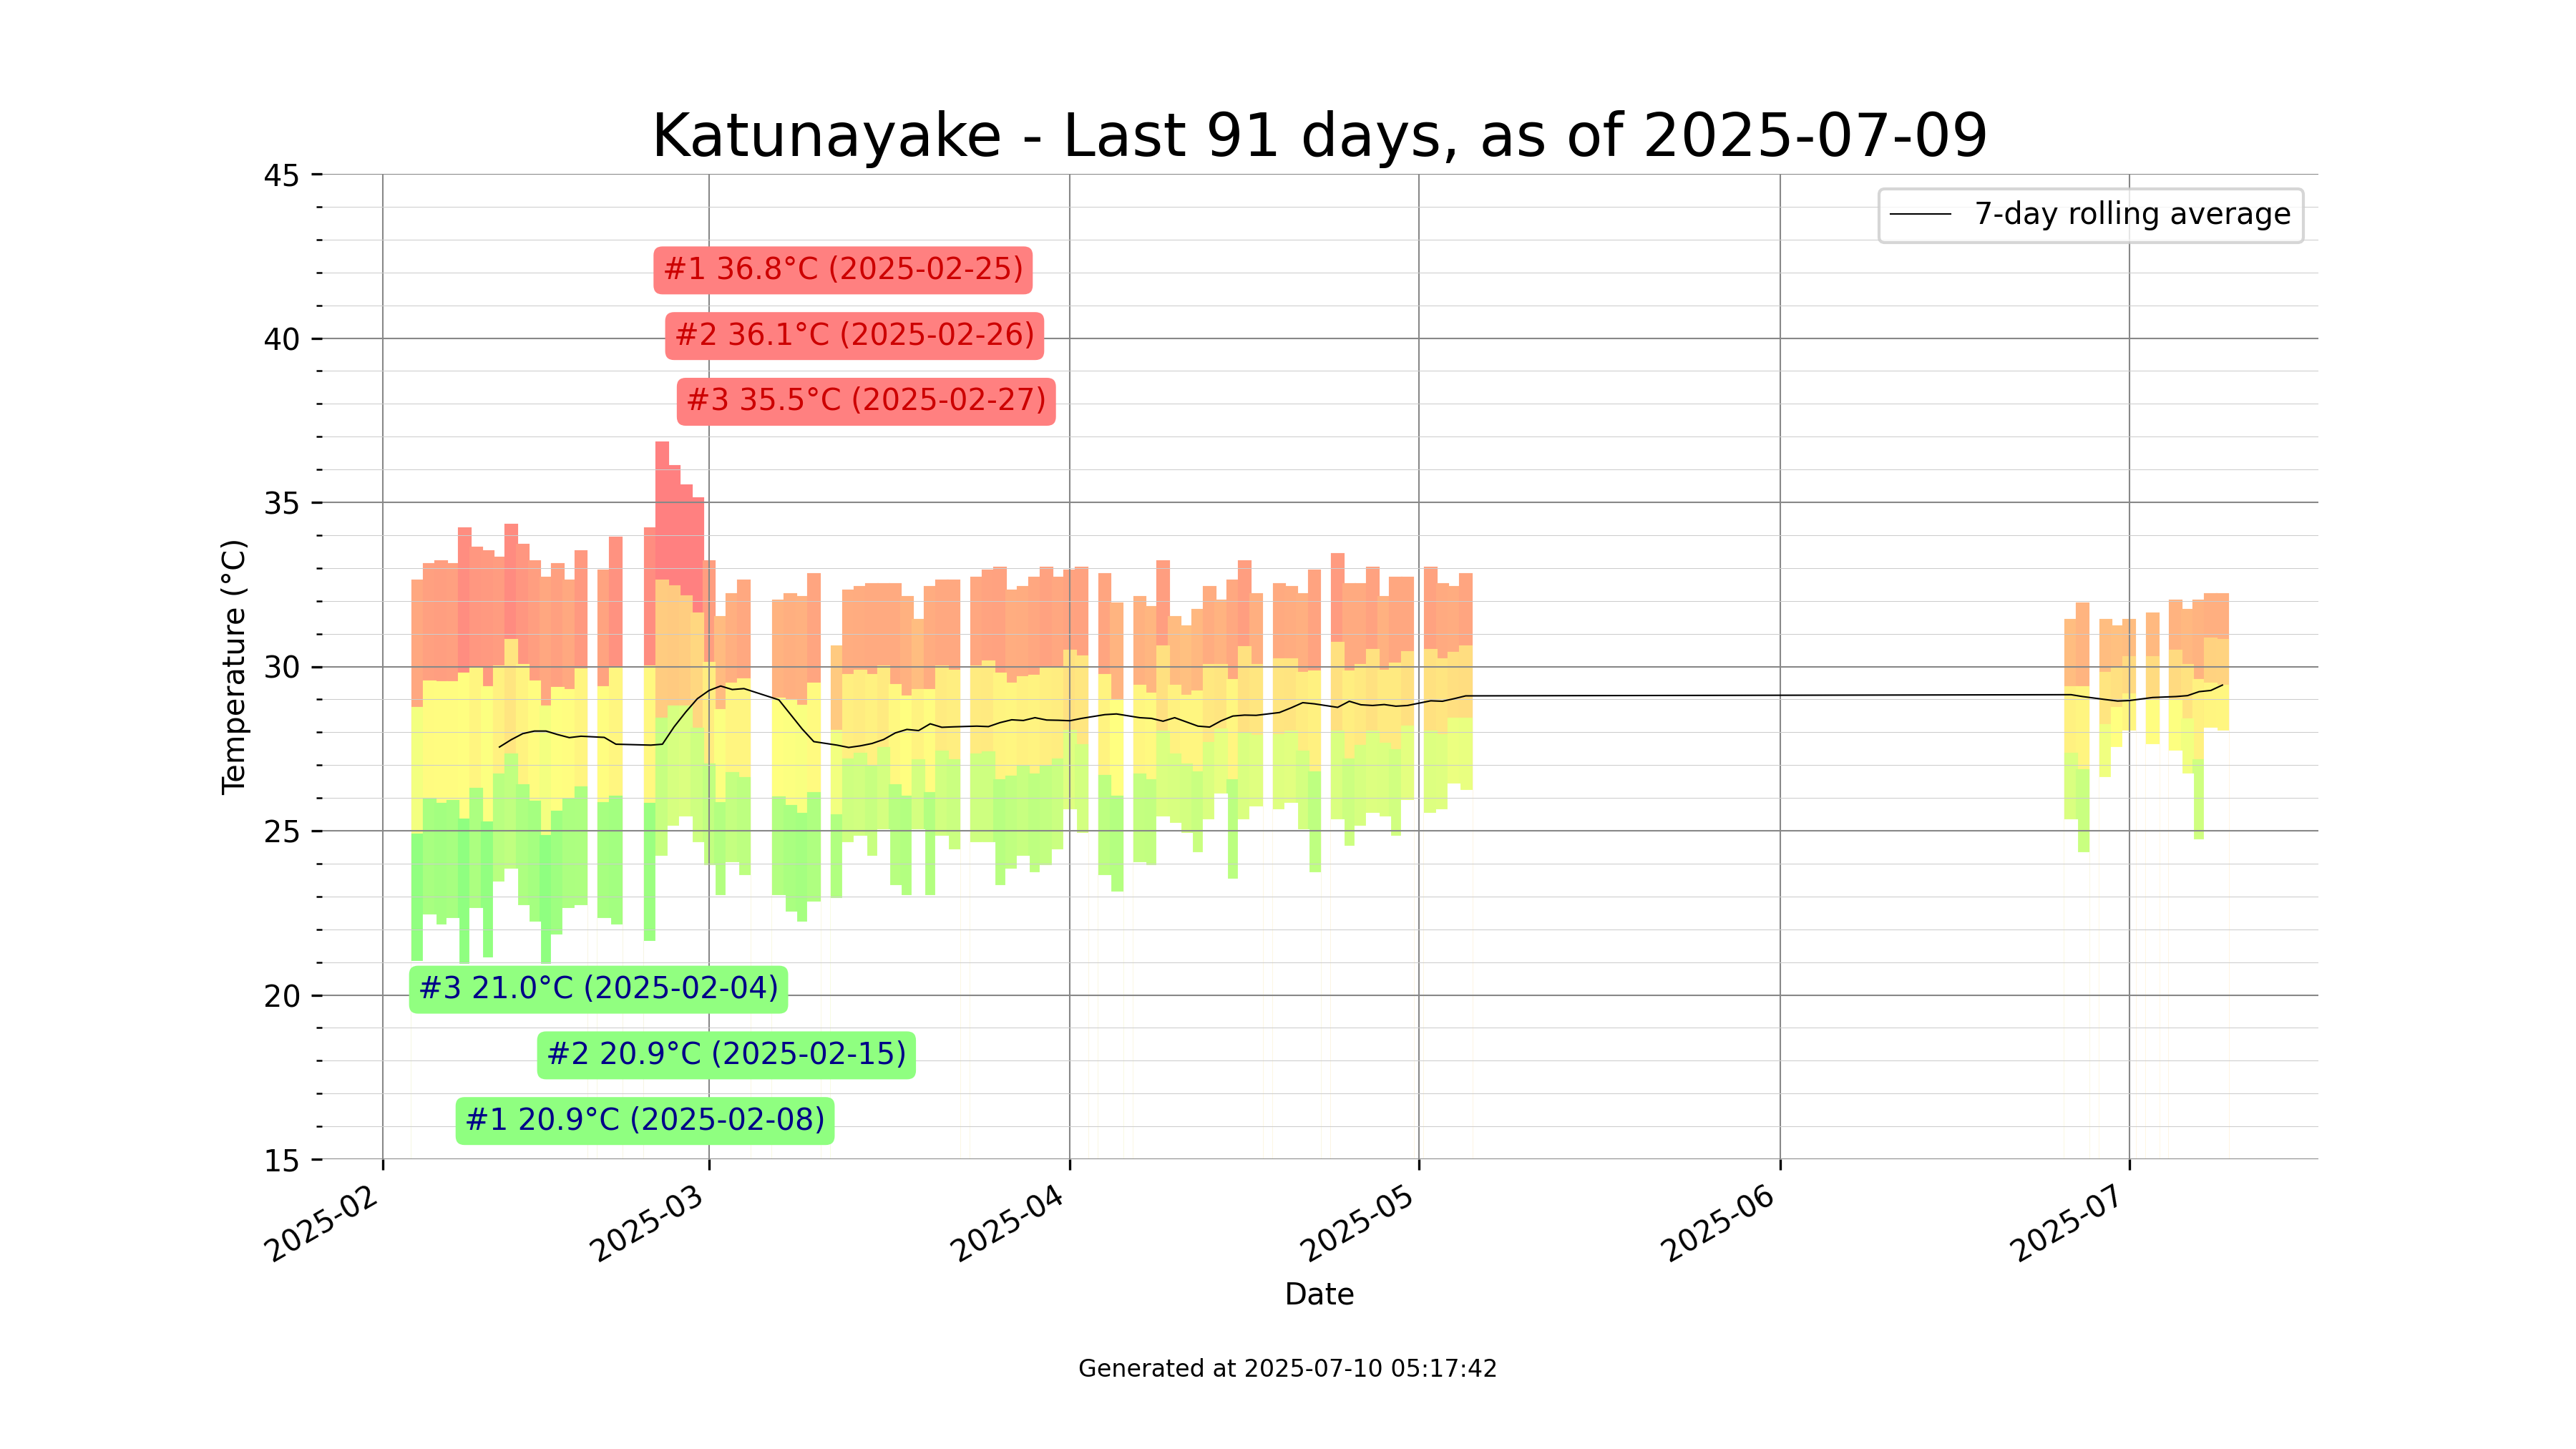 Katunayake - Last 91 days, as of 2025-07-09
7-day rolling average
45
40
35
30
25
20
15
Temperature (°C)
#1 36.8°C (2025-02-25)
#2 36.1°C (2025-02-26)
#3 35.5°C (2025-02-27)
#3 21.0°C (2025-02-04)
#2 20.9°C (2025-02-15)
#1 20.9°C (2025-02-08)
2025-02
2025-03
2025-04
2025-05
2025-06
2025-07
Date
Generated at 2025-07-10 05:17:42